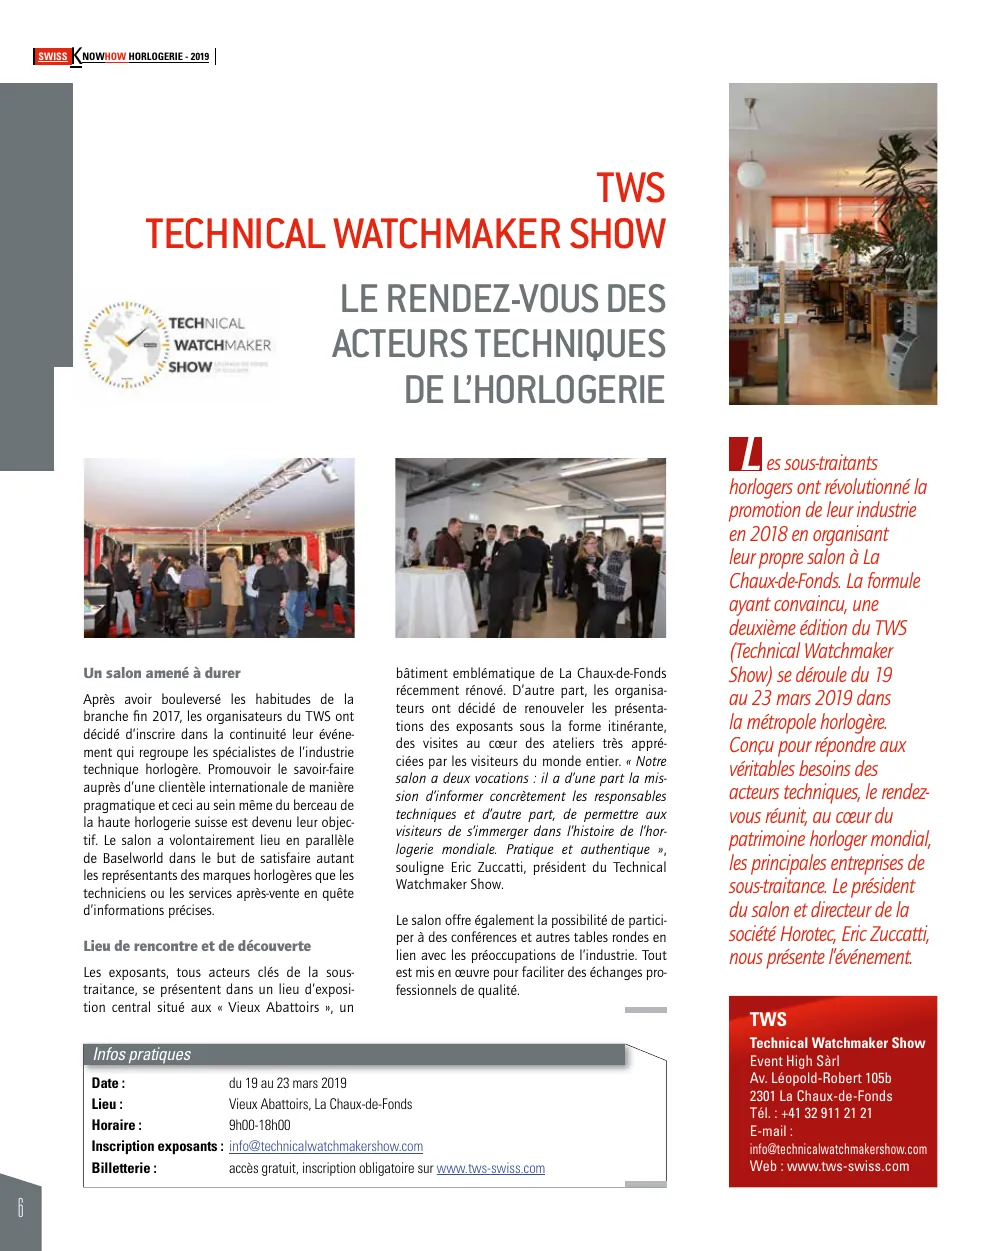 SWISS KNOWHOW HORLOGERIE - 2019
TWS
TECHNICAL WATCHMAKER SHOW
LE RENDEZ-VOUS DES
ACTEURS TECHNIQUES
DE L'HORLOGERIE
TECHNICAL
WATCHMAKER
SHOW
Un salon amené à durer
Après avoir bouleversé les habitudes de la
branche fin 2017, les organisateurs du TWS ont
décidé d'inscrire dans la continuité leur événe-
ment qui regroupe les spécialistes de l'industrie
technique horlogère. Promouvoir le savoir-faire
auprès d'une clientèle internationale de manière
pragmatique et ceci au sein même du berceau de
la haute horlogerie suisse est devenu leur objec-
tif. Le salon a volontairement lieu en parallèle
de Baselworld dans le but de satisfaire autant
les représentants des marques horlogères que les
techniciens ou les services après-vente en quête
d'informations précises.
Lieu de rencontre et de découverte
Les exposants, tous acteurs clés de la sous-
traitance, se présentent dans un lieu d'exposi-
tion central situé aux « Vieux Abattoirs », un
bâtiment emblématique de La Chaux-de-Fonds
récemment rénové. D'autre part, les organisa-
teurs ont décidé de renouveler les présenta-
tions des exposants sous la forme itinérante,
des visites au cœur des ateliers très appré-
ciées par les visiteurs du monde entier. « Notre
salon a deux vocations : il a d'une part la mis-
sion d'informer concrètement les responsables
techniques et d'autre part, de permettre aux
visiteurs de s'immerger dans l'histoire de l'hor-
logerie mondiale. Pratique et authentique »,
souligne Eric Zuccatti, président du Technical
Watchmaker Show.
Le salon offre également la possibilité de partici-
per à des conférences et autres tables rondes en
lien avec les préoccupations de l'industrie. Tout
est mis en œuvre pour faciliter des échanges pro-
fessionnels de qualité.
Les sous-traitants
horlogers ont révolutionné la
promotion de leur industrie
en 2018 en organisant
leur propre salon à La
Chaux-de-Fonds. La formule
ayant convaincu, une
deuxième édition du TWS
(Technical Watchmaker
Show) se déroule du 19
au 23 mars 2019 dans
la métropole horlogère.
Conçu pour répondre aux
véritables besoins des
acteurs techniques, le rendez-
vous réunit, au cœur du
patrimoine horloger mondial,
les principales entreprises de
sous-traitance. Le président
du salon et directeur de la
société Horotec, Eric Zuccatti,
nous présente l'événement.
Infos pratiques
Date : du 19 au 23 mars 2019
Lieu : Vieux Abattoirs, La Chaux-de-Fonds
Horaire : 9h00-18h00
Inscription exposants : info@technicalwatchmakershow.com
Billetterie : accès gratuit, inscription obligatoire sur www.tws-swiss.com
TWS
Technical Watchmaker Show
Event High Sàrl
Av. Léopold-Robert 105b
2301 La Chaux-de-Fonds
Tél. : +41 32 911 21 21
E-mail :
info@technicalwatchmakershow.com
Web : www.tws-swiss.com
6